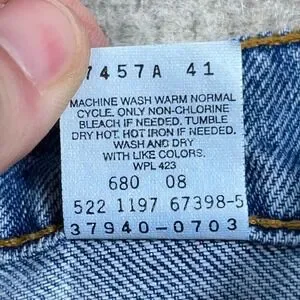 7457A 41
MACHINE WASH WARM NORMAL
CYCLE. ONLY NON-CHLORINE
BLEACH IF NEEDED. TUMBLE
DRY HOT. HOT IRON IF NEEDED.
WASH AND DRY
WITH LIKE COLORS.
WPL 423
680 08
522 1197 67398-5
37940-0703